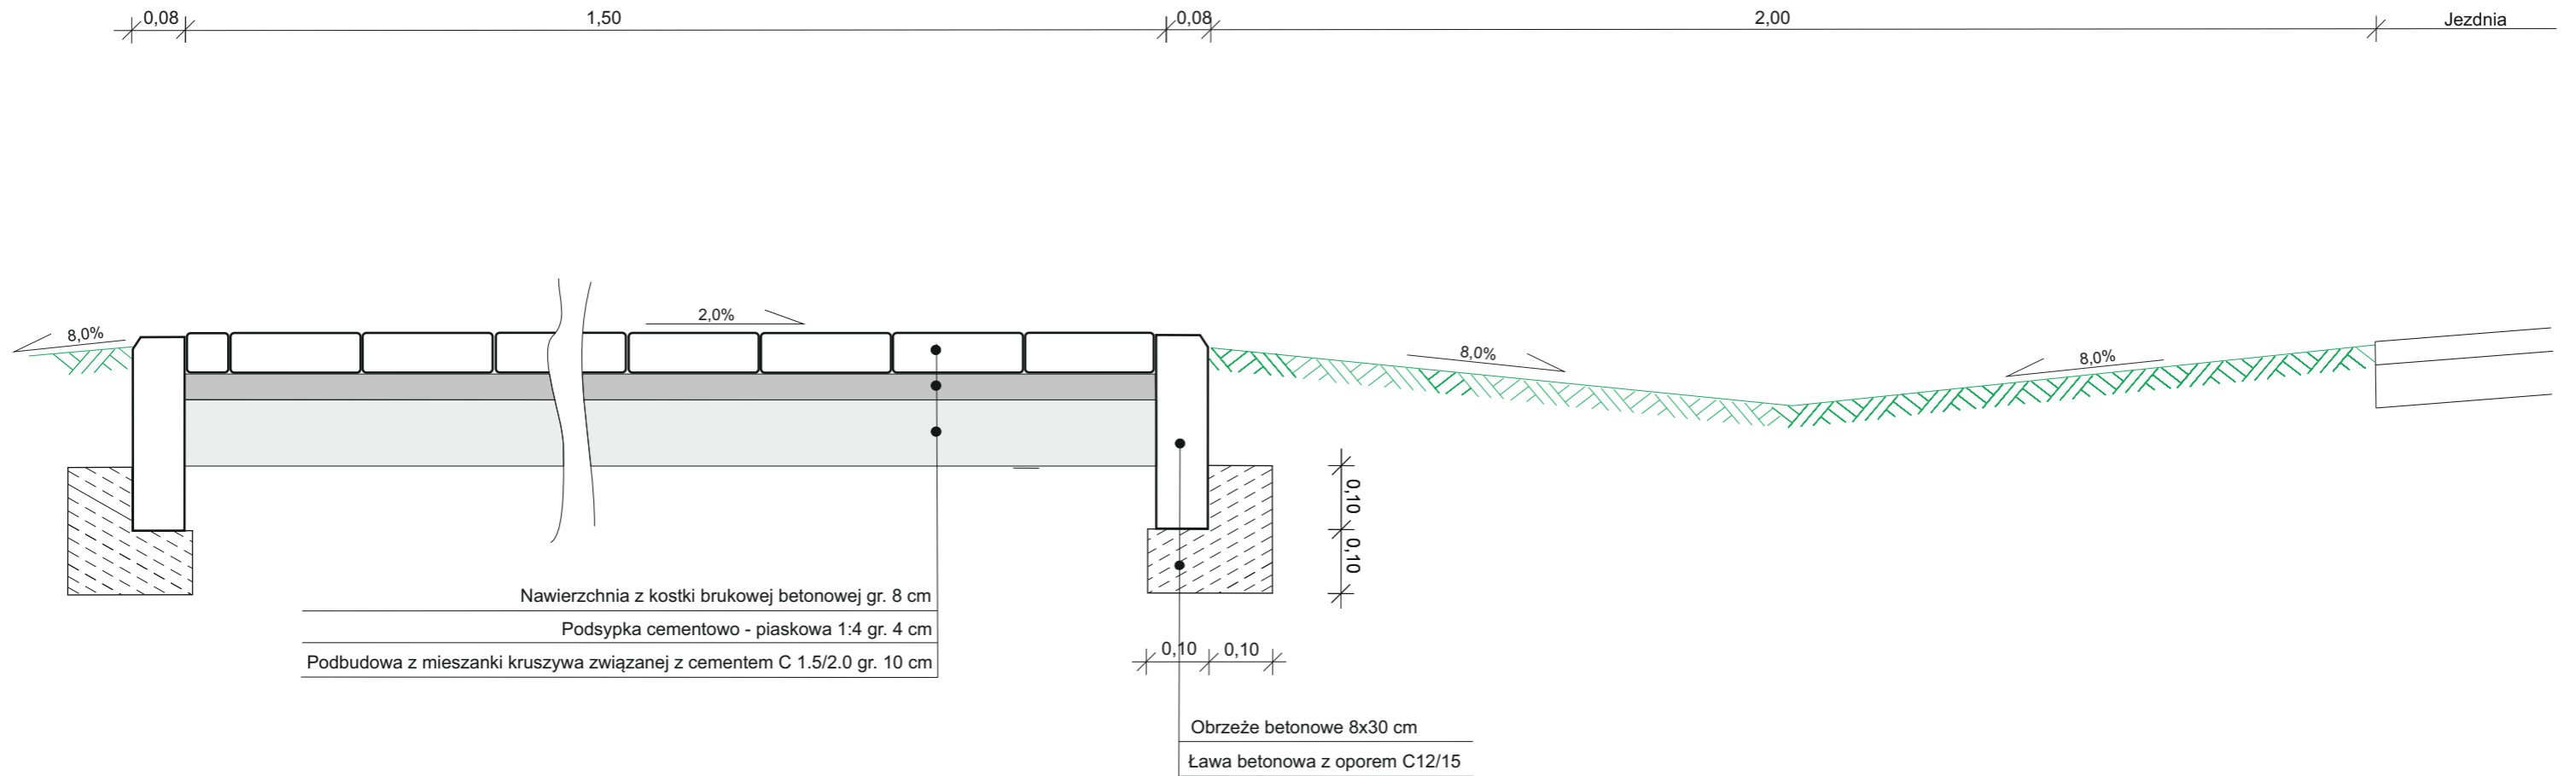 0,08
1,50
0,08
2,00
Jezdnia
8,0%
2,0%
8,0%
8,0%
0,10
0,10
Nawierzchnia z kostki brukowej betonowej gr. 8 cm
Podsypka cementowo - piaskowa 1:4 gr. 4 cm
Podbudowa z mieszanki kruszywa związanej z cementem C 1.5/2.0 gr. 10 cm
0,10
0,10
Obrzeże betonowe 8x30 cm
Ława betonowa z oporem C12/15